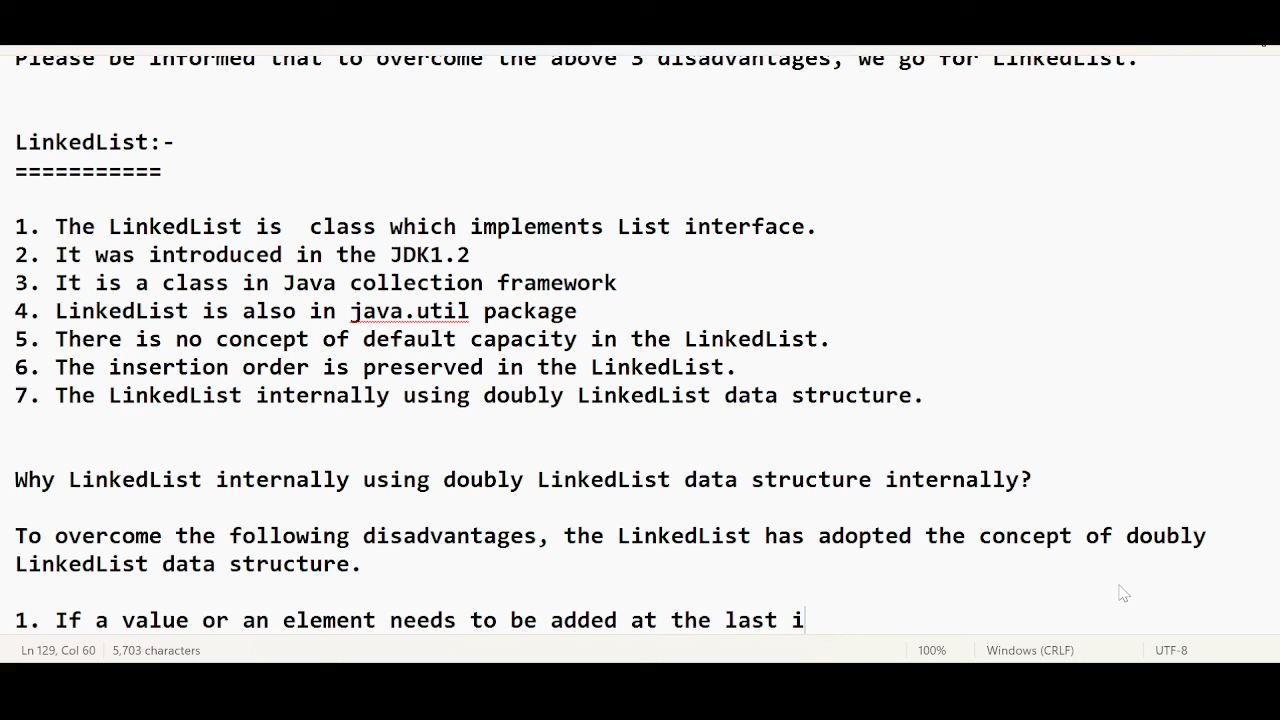 Please be informed that to overcome the above 3 disadvantages, we go for LinkedList.
LinkedList:-
===========
1. The LinkedList is  class which implements List interface.
2. It was introduced in the JDK1.2
3. It is a class in Java collection framework
4. LinkedList is also in java.util package
5. There is no concept of default capacity in the LinkedList.
6. The insertion order is preserved in the LinkedList.
7. The LinkedList internally using doubly LinkedList data structure.
Why LinkedList internally using doubly LinkedList data structure internally?
To overcome the following disadvantages, the LinkedList has adopted the concept of doubly
LinkedList data structure.
1. If a value or an element needs to be added at the last i
Ln 129, Col 60 5,703 characters 100% Windows (CRLF) UTF-8